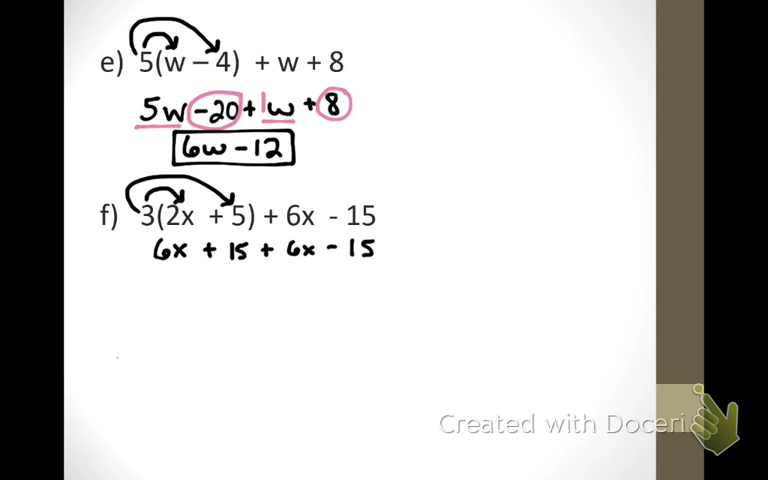 e) 5(w – 4) + w + 8
5w -20 + 1w + 8
6w -12
f) 3(2x + 5) + 6x - 15
6x + 15 + 6x - 15
Created with Doceri